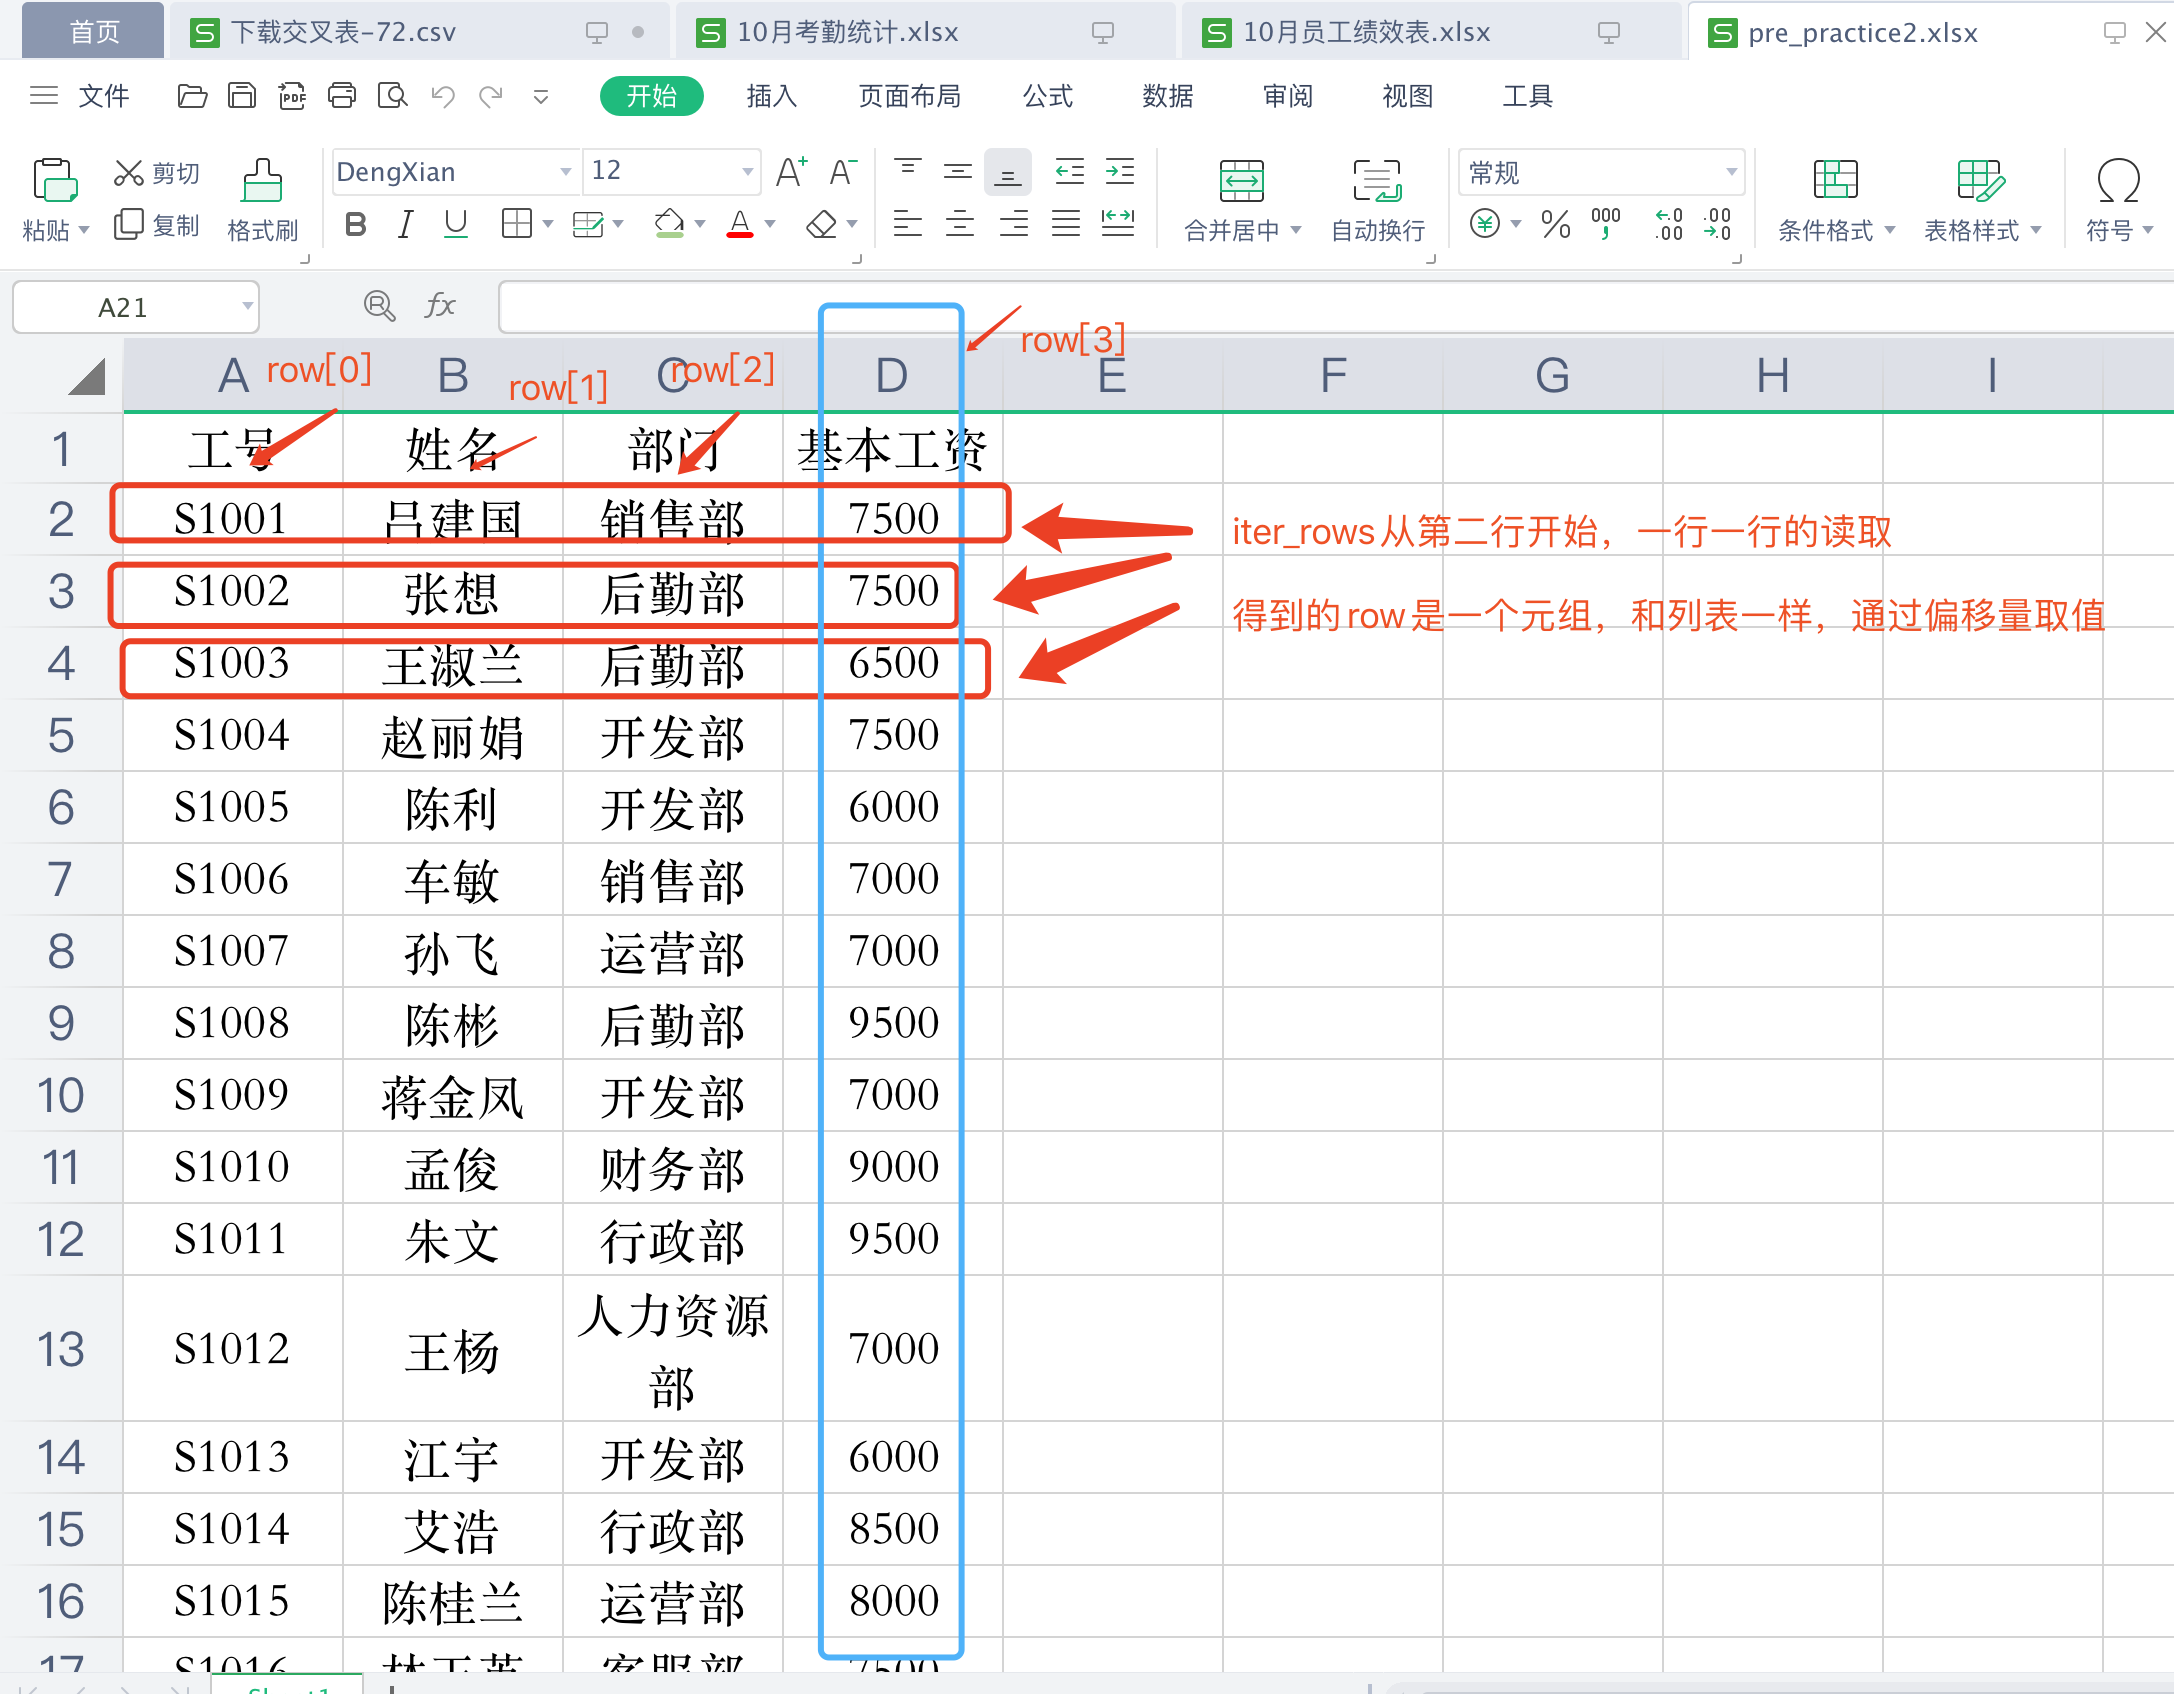 首页
下载交叉表-72.csv
10月考勤统计.xlsx
10月员工绩效表.xlsx
pre_practice2.xlsx
文件
开始 插入 页面布局 公式 数据 审阅 视图 工具
粘贴 剪切 复制 格式刷
DengXian 12
合并居中 自动换行
常规
条件格式 表格样式 符号
A21 fx
row[0] row[1] row[2] row[3]
A B C D E F G H I
1 工号 姓名 部门 基本工资
2 S1001 吕建国 销售部 7500
iter_rows从第二行开始，一行一行的读取
3 S1002 张想 后勤部 7500
得到的row是一个元组，和列表一样，通过偏移量取值
4 S1003 王淑兰 后勤部 6500
5 S1004 赵丽娟 开发部 7500
6 S1005 陈利 开发部 6000
7 S1006 车敏 销售部 7000
8 S1007 孙飞 运营部 7000
9 S1008 陈彬 后勤部 9500
10 S1009 蒋金凤 开发部 7000
11 S1010 孟俊 财务部 9000
12 S1011 朱文 行政部 9500
13 S1012 王杨 人力资源部 7000
14 S1013 江宇 开发部 6000
15 S1014 艾浩 行政部 8500
16 S1015 陈桂兰 运营部 8000
17 S1016 客服部 7500
Sheet1